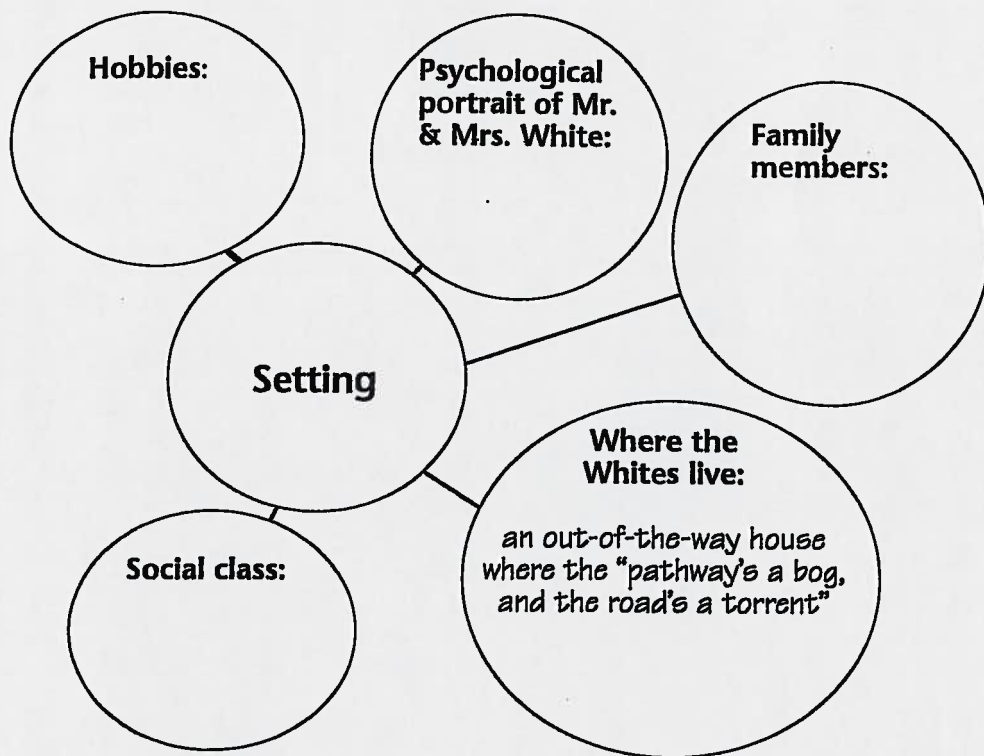 Hobbies:
Psychological
portrait of Mr.
& Mrs. White:
Family
members:
Setting
Where the
Whites live:
an out-of-the-way house
where the “pathway’s a bog,
and the road’s a torrent”
Social class: